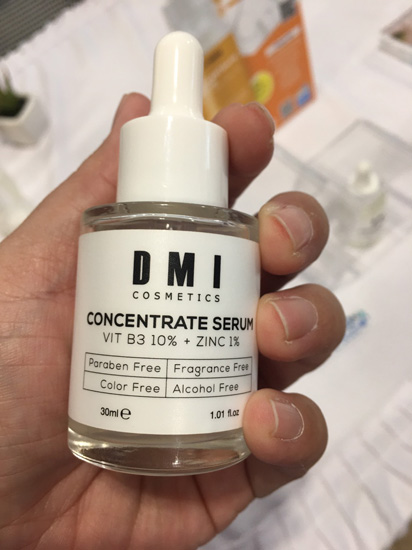 DMI
COSMETICS
CONCENTRATE SERUM
VIT B3 10% + ZINC 1%
Paraben Free Fragrance Free
Color Free Alcohol Free
30ml e 1.01 fl.oz